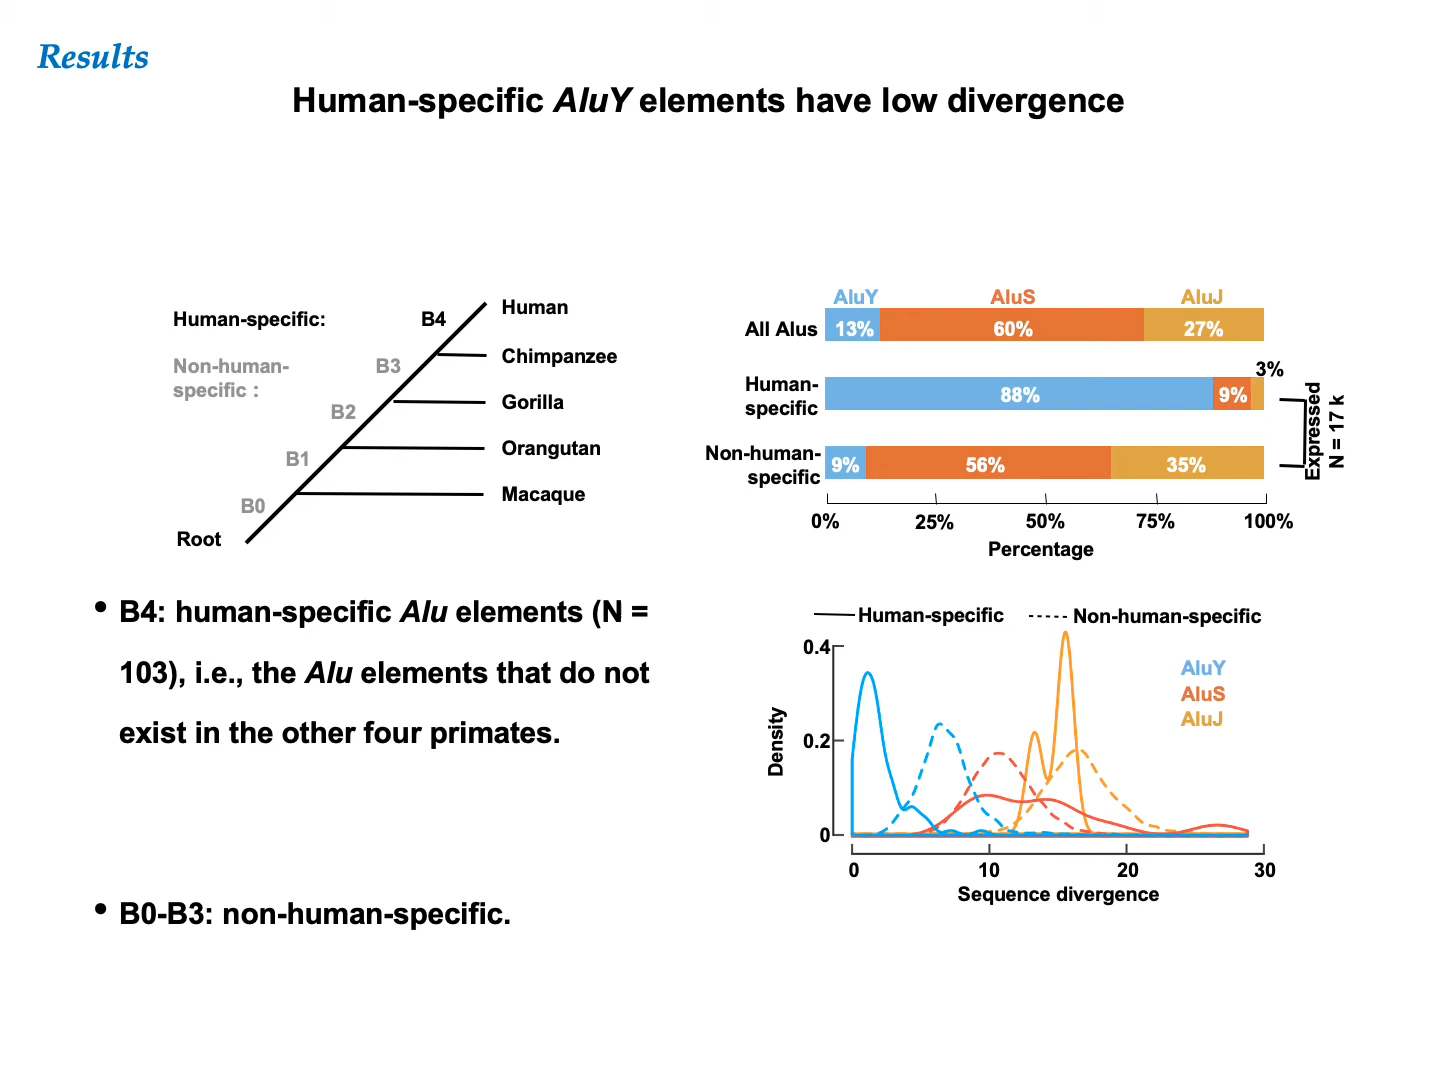 Results
Human-specific AluY elements have low divergence
Human-specific:
Non-human-
specific :
B4
B3
B2
B1
B0
Root
Human
Chimpanzee
Gorilla
Orangutan
Macaque
AluY AluS AluJ
All Alus 13% 60% 27%
3%
Human-
specific
88% 9%
Non-human-
specific
9% 56% 35%
Expressed
N = 17 k
0% 25% 50% 75% 100%
Percentage
• B4: human-specific Alu elements (N =
103), i.e., the Alu elements that do not
exist in the other four primates.
• B0-B3: non-human-specific.
Human-specific Non-human-specific
0.4
0.2
0
Density
AluY
AluS
AluJ
0 10 20 30
Sequence divergence